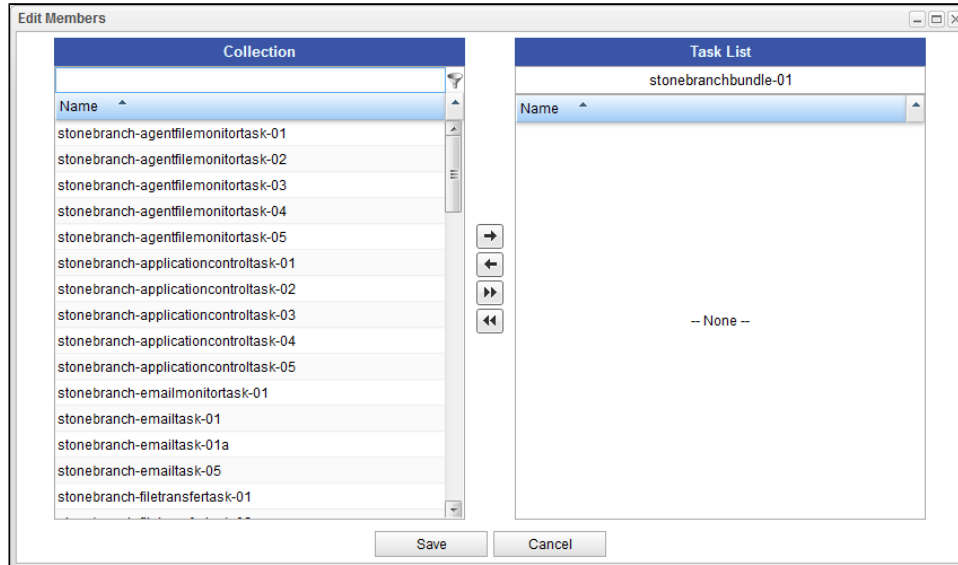 Edit Members
Collection
Task List
stonebranchbundle-01
Name
Name
stonebranch-agentfilemonitortask-01
stonebranch-agentfilemonitortask-02
stonebranch-agentfilemonitortask-03
stonebranch-agentfilemonitortask-04
stonebranch-agentfilemonitortask-05
stonebranch-applicationcontroltask-01
stonebranch-applicationcontroltask-02
stonebranch-applicationcontroltask-03
stonebranch-applicationcontroltask-04
stonebranch-applicationcontroltask-05
stonebranch-emailmonitortask-01
stonebranch-emailtask-01
stonebranch-emailtask-01a
stonebranch-emailtask-05
stonebranch-filetransfertask-01
-- None --
Save
Cancel